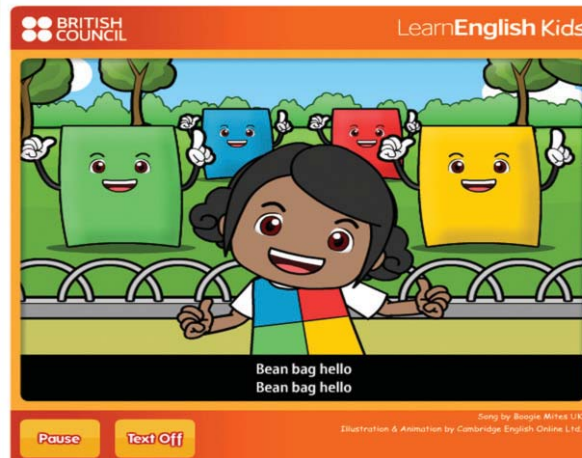 BRITISH
COUNCIL
LearnEnglish Kids
Bean bag hello
Bean bag hello
Song by Boogie Mites UK
Illustration & Animation by Cambridge English Online Ltd.
Pause
Text Off